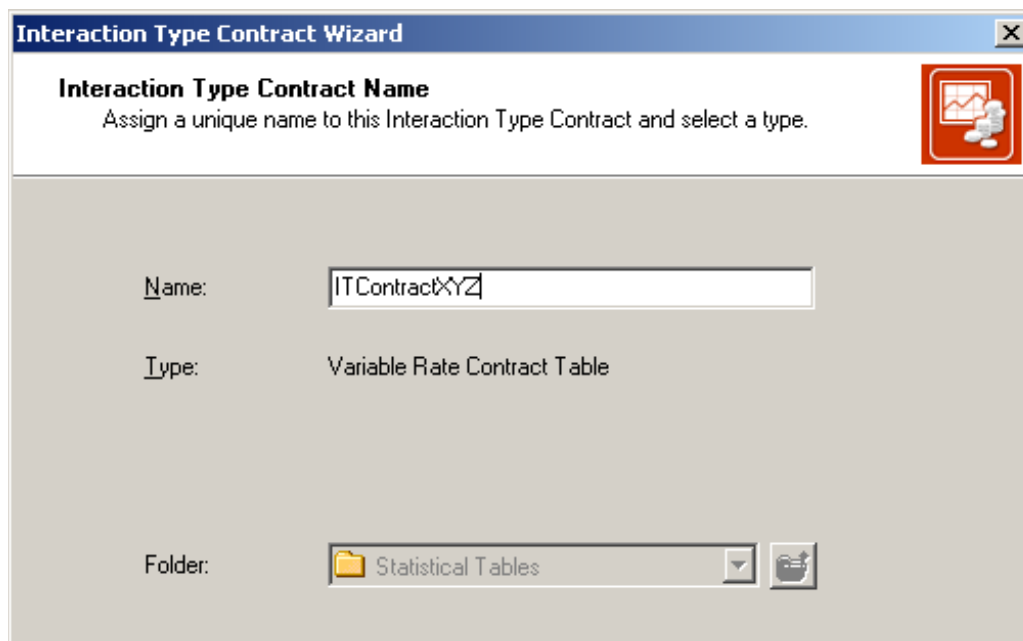 Interaction Type Contract Wizard
Interaction Type Contract Name
Assign a unique name to this Interaction Type Contract and select a type.
Name: ITContractXYZ
Type: Variable Rate Contract Table
Folder: Statistical Tables